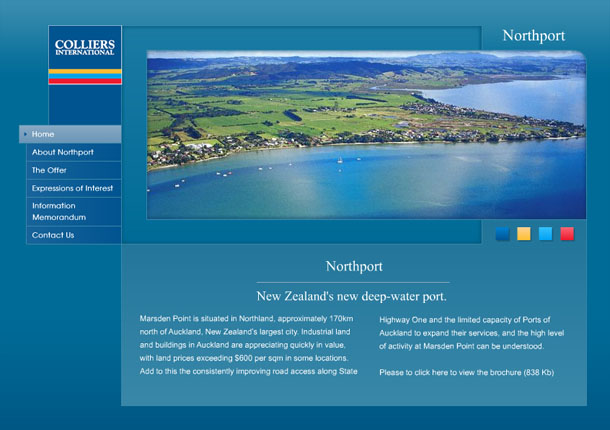 COLLIERS
INTERNATIONAL
Northport
Home
About Northport
The Offer
Expressions of Interest
Information
Memorandum
Contact Us
Northport
New Zealand's new deep-water port.
Marsden Point is situated in Northland, approximately 170km
north of Auckland, New Zealand's largest city. Industrial land
and buildings in Auckland are appreciating quickly in value,
with land prices exceeding $600 per sqm in some locations.
Add to this the consistently improving road access along State
Highway One and the limited capacity of Ports of
Auckland to expand their services, and the high level
of activity at Marsden Point can be understood.
Please to click here to view the brochure (838 Kb)